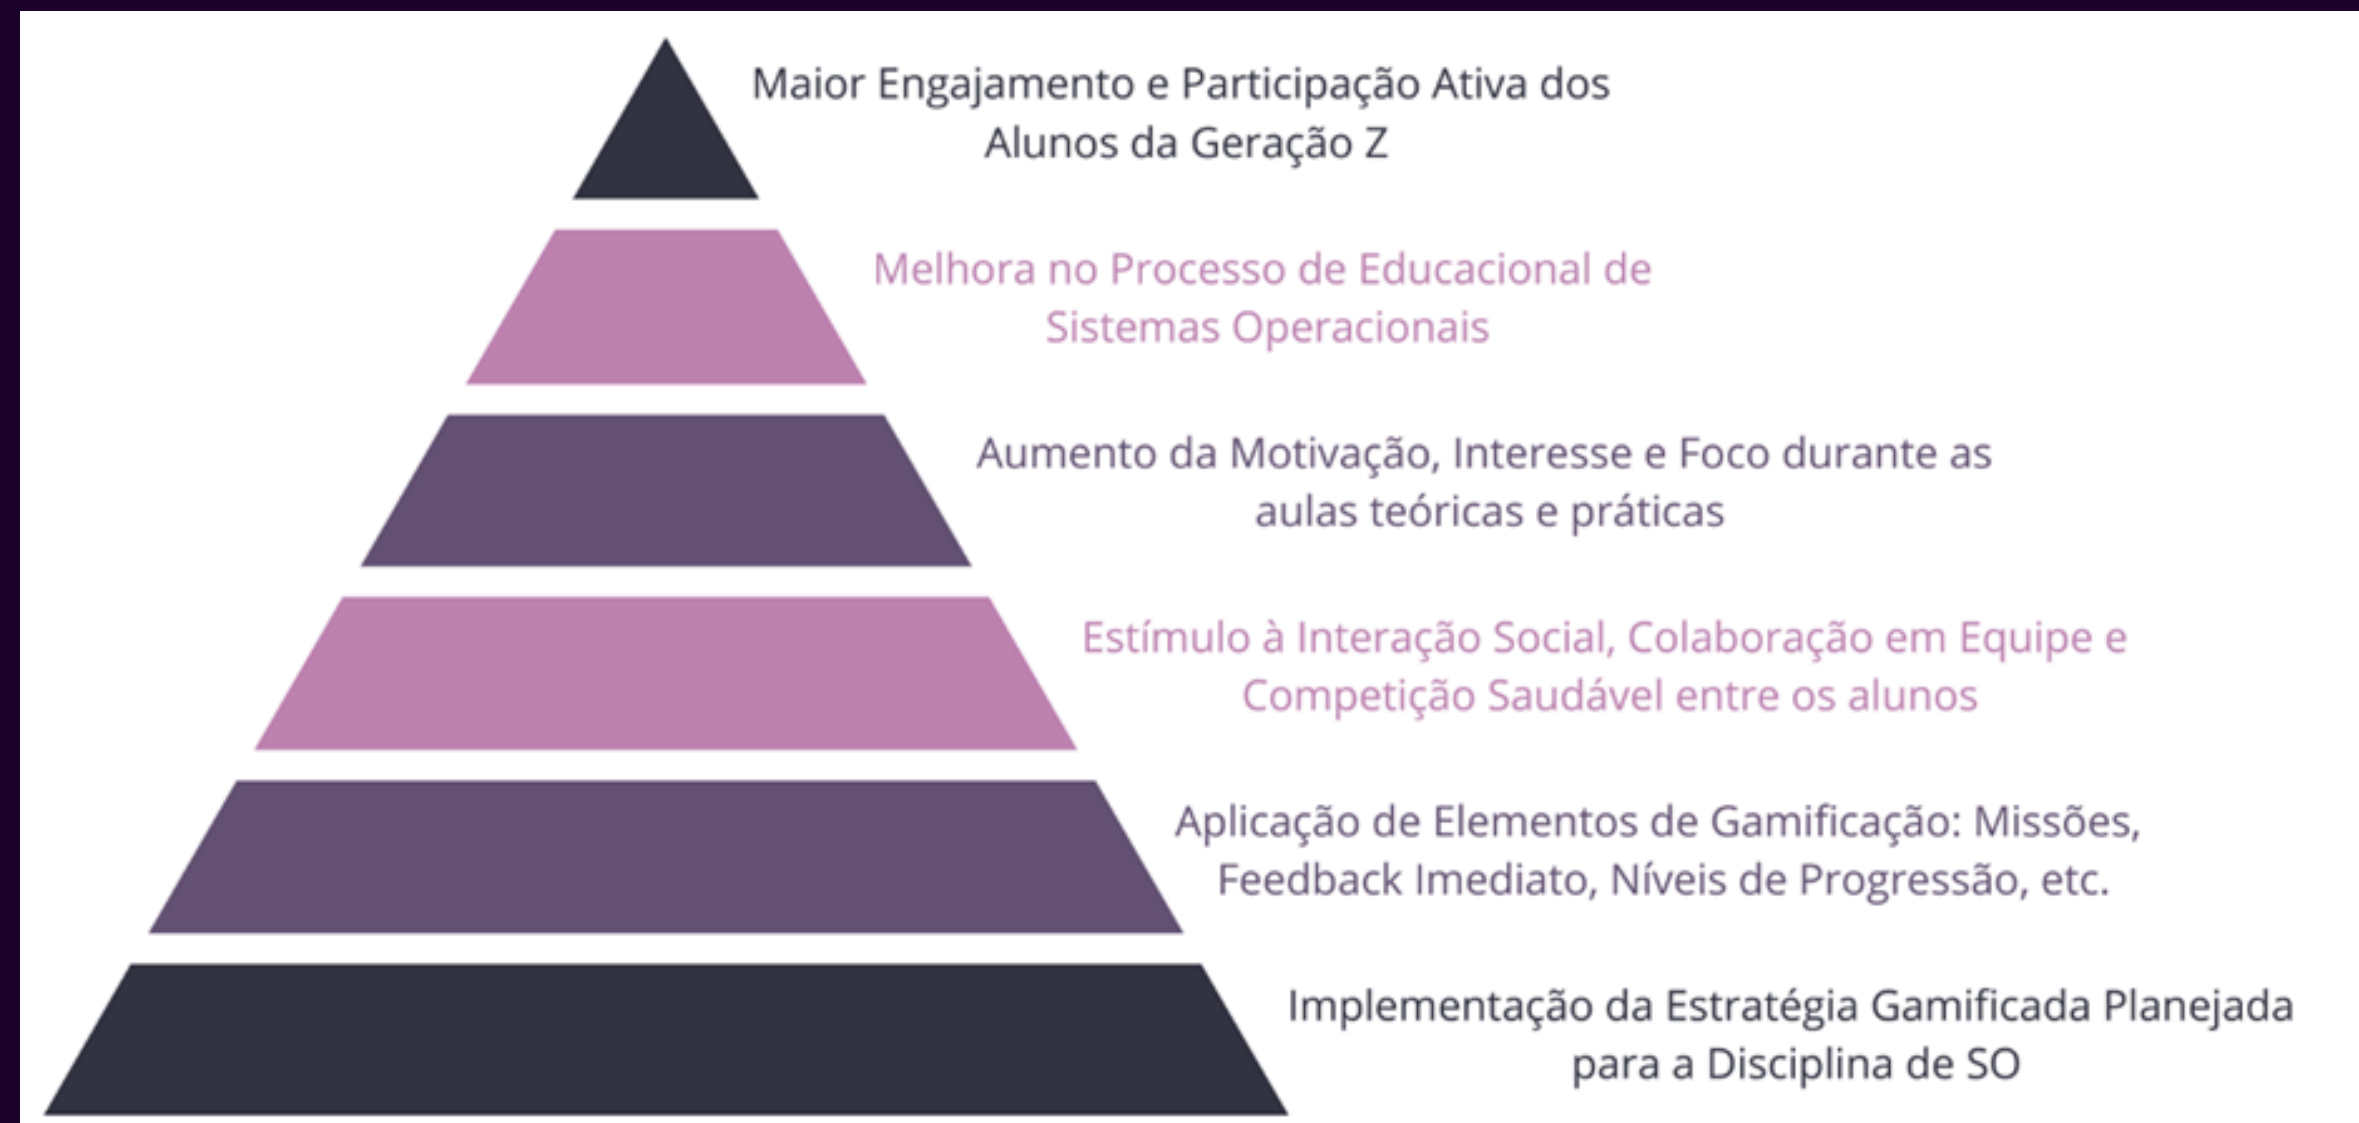 Maior Engajamento e Participação Ativa dos
Alunos da Geração Z
Melhora no Processo de Educacional de
Sistemas Operacionais
Aumento da Motivação, Interesse e Foco durante as
aulas teóricas e práticas
Estímulo à Interação Social, Colaboração em Equipe e
Competição Saudável entre os alunos
Aplicação de Elementos de Gamificação: Missões,
Feedback Imediato, Níveis de Progressão, etc.
Implementação da Estratégia Gamificada Planejada
para a Disciplina de SO